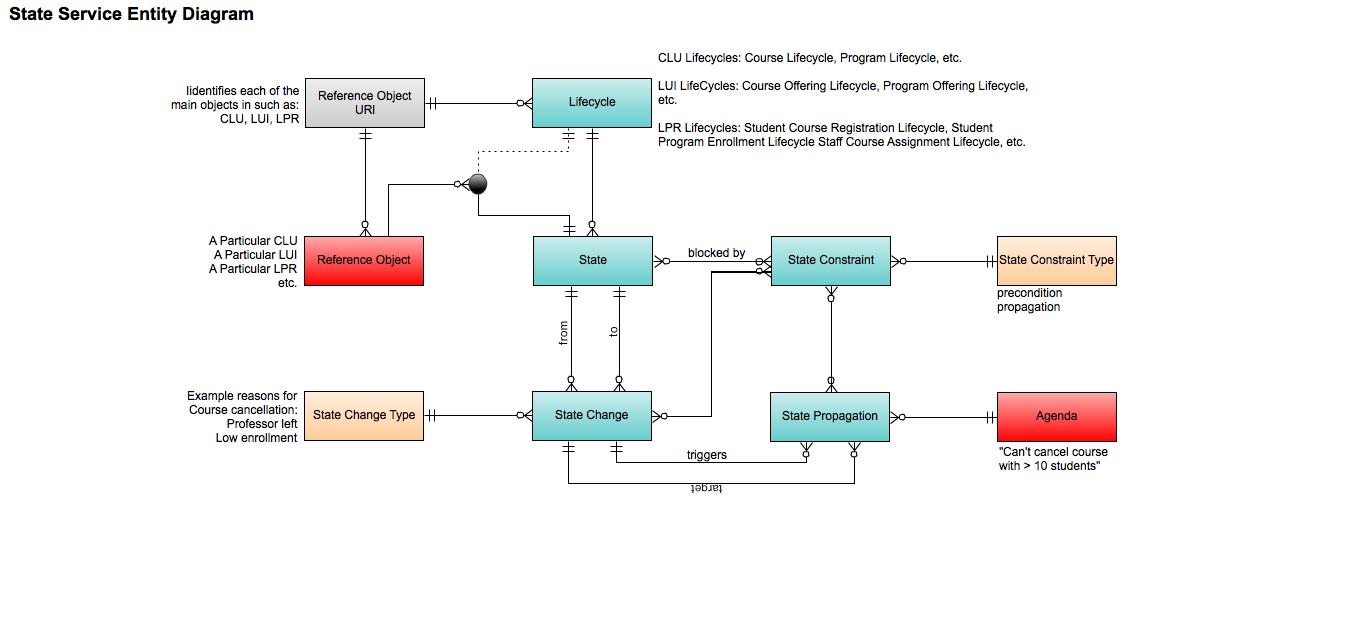 State Service Entity Diagram
CLU Lifecycles: Course Lifecycle, Program Lifecycle, etc.
LUI LifeCycles: Course Offering Lifecycle, Program Offering Lifecycle,
etc.
LPR Lifecycles: Student Course Registration Lifecycle, Student
Program Enrollment Lifecycle Staff Course Assignment Lifecycle, etc.
Iidentifies each of the
main objects in such as:
CLU, LUI, LPR
Reference Object
URI
Lifecycle
A Particular CLU
A Particular LUI
A Particular LPR
etc.
Reference Object
State
blocked by
State Constraint
State Constraint Type
precondition
propagation
from
to
Example reasons for
Course cancellation:
Professor left
Low enrollment
State Change Type
State Change
State Propagation
Agenda
"Can't cancel course
with > 10 students"
triggers
target